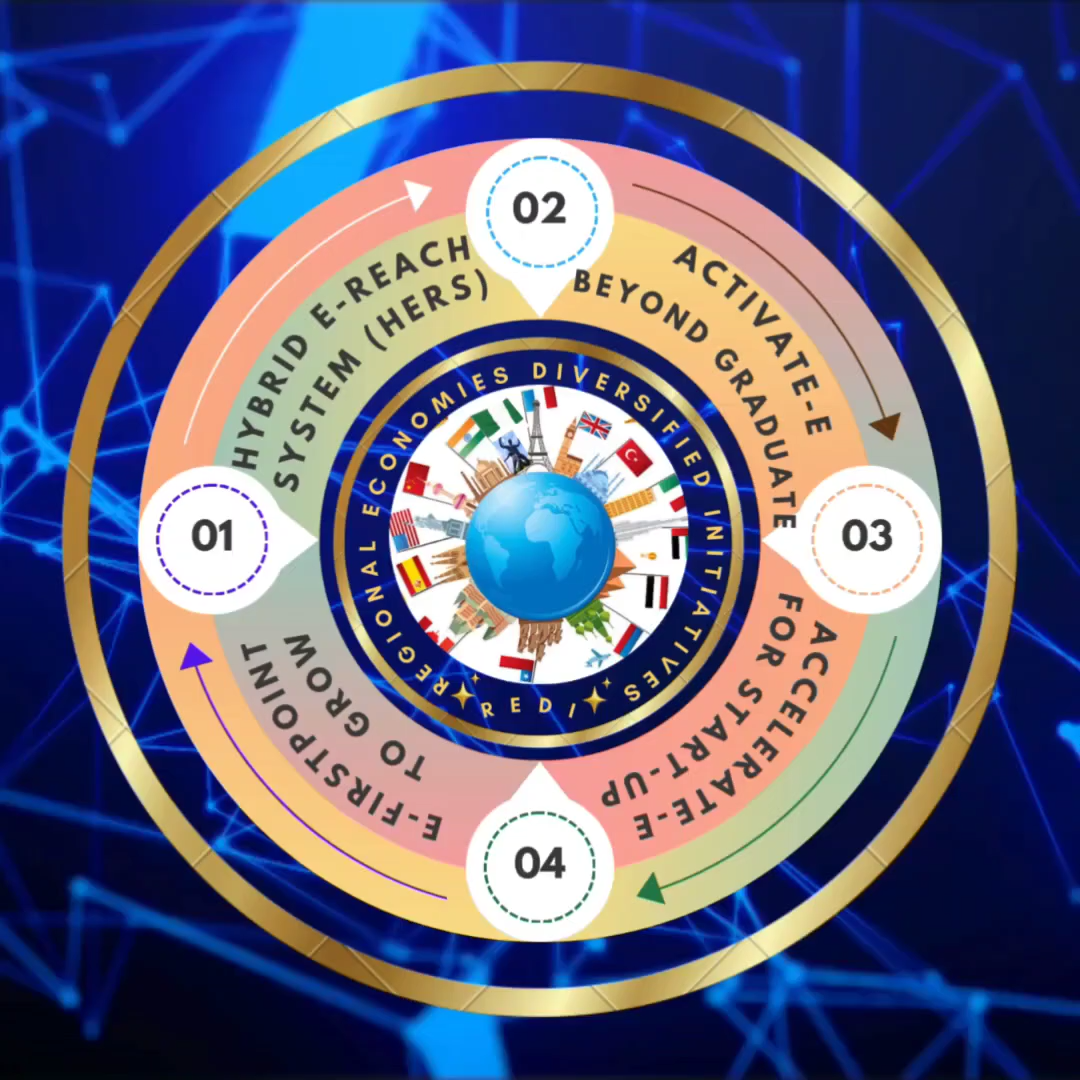 01
HYBRID E-REACH
SYSTEM (HERS)
02
ACTIVATE-E
BEYOND GRADUATE
03
ACCELERATE-E
FOR START-UP
04
E-FIRSTPOINT
TO GROW
REGIONAL ECONOMIES DIVERSIFIED INITIATIVES
REDI